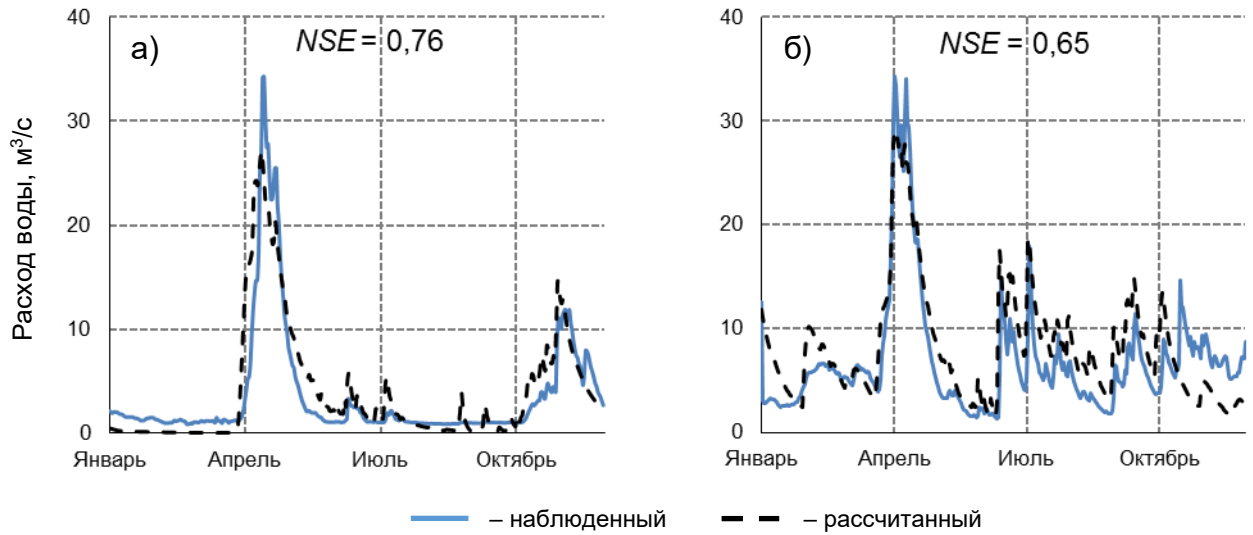 Расход воды, м³/с
а)
NSE = 0,76
40
30
20
10
0
Январь Апрель Июль Октябрь
б)
NSE = 0,65
40
30
20
10
0
Январь Апрель Июль Октябрь
– наблюденный – рассчитанный